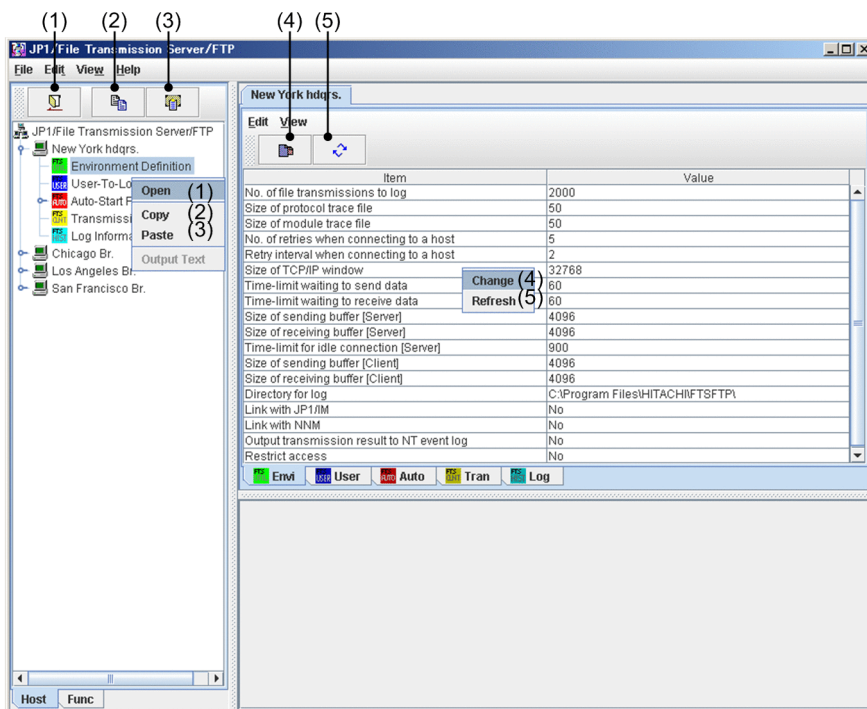 (1) (2) (3) (4) (5)
JP1/File Transmission Server/FTP
File Edit View Help
New York hdqrs.
Edit View
JP1/File Transmission Server/FTP
New York hdqrs.
Environment Definition
User-To-Lo
Auto-Start F
Transmissi
Log Informa
Chicago Br.
Los Angeles Br.
San Francisco Br.
Open (1)
Copy (2)
Paste (3)
Output Text
Item Value
No. of file transmissions to log 2000
Size of protocol trace file 50
Size of module trace file 50
No. of retries when connecting to a host 5
Retry interval when connecting to a host 2
Size of TCP/IP window 32768
Time-limit waiting to send data 60
Time-limit waiting to receive data 60
Size of sending buffer [Server] 4096
Size of receiving buffer [Server] 4096
Time-limit for idle connection [Server] 900
Size of sending buffer [Client] 4096
Size of receiving buffer [Client] 4096
Directory for log C:\Program Files\HITACHI\FTSFTP\
Link with JP1/IM No
Link with NNM No
Output transmission result to NT event log No
Restrict access No
Change (4)
Refresh (5)
Envi User Auto Tran Log
Host Func